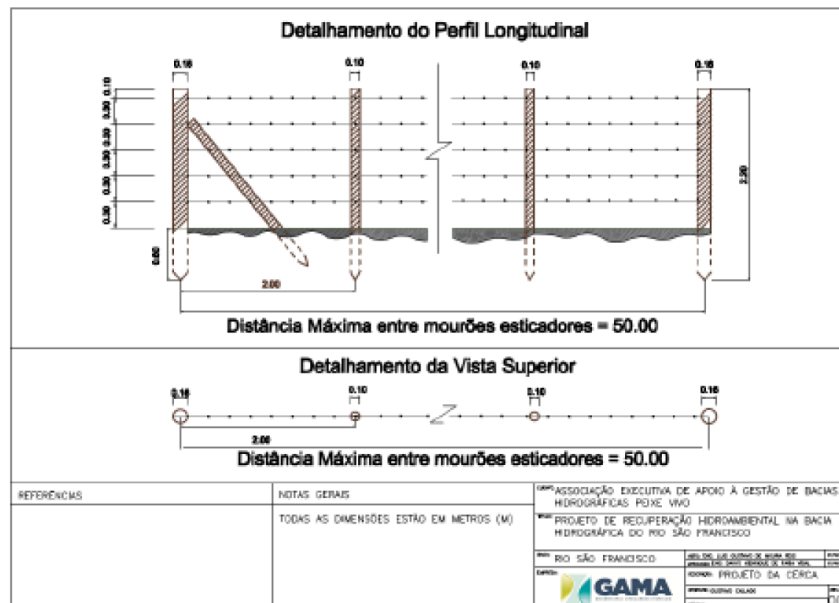 Detalhamento do Perfil Longitudinal
0.16
0.10
0.10
0.16
0.10
0.30
0.30
0.30
0.30
0.30
0.60
2.20
2.00
Distância Máxima entre mourões esticadores = 50.00
Detalhamento da Vista Superior
0.16
0.10
0.10
0.16
2.00
Distância Máxima entre mourões esticadores = 50.00
REFERÊNCIAS
NOTAS GERAIS
TODAS AS DIMENSÕES ESTÃO EM METROS (M)
ASSOCIAÇÃO EXECUTIVA DE APOIO À GESTÃO DE BACIAS
HIDROGRÁFICAS PEIXE VIVO
PROJETO DE RECUPERAÇÃO HIDROAMBIENTAL NA BACIA
HIDROGRÁFICA DO RIO SÃO FRANCISCO
RIO SÃO FRANCISCO
PROJETO DA CERCA
GAMA